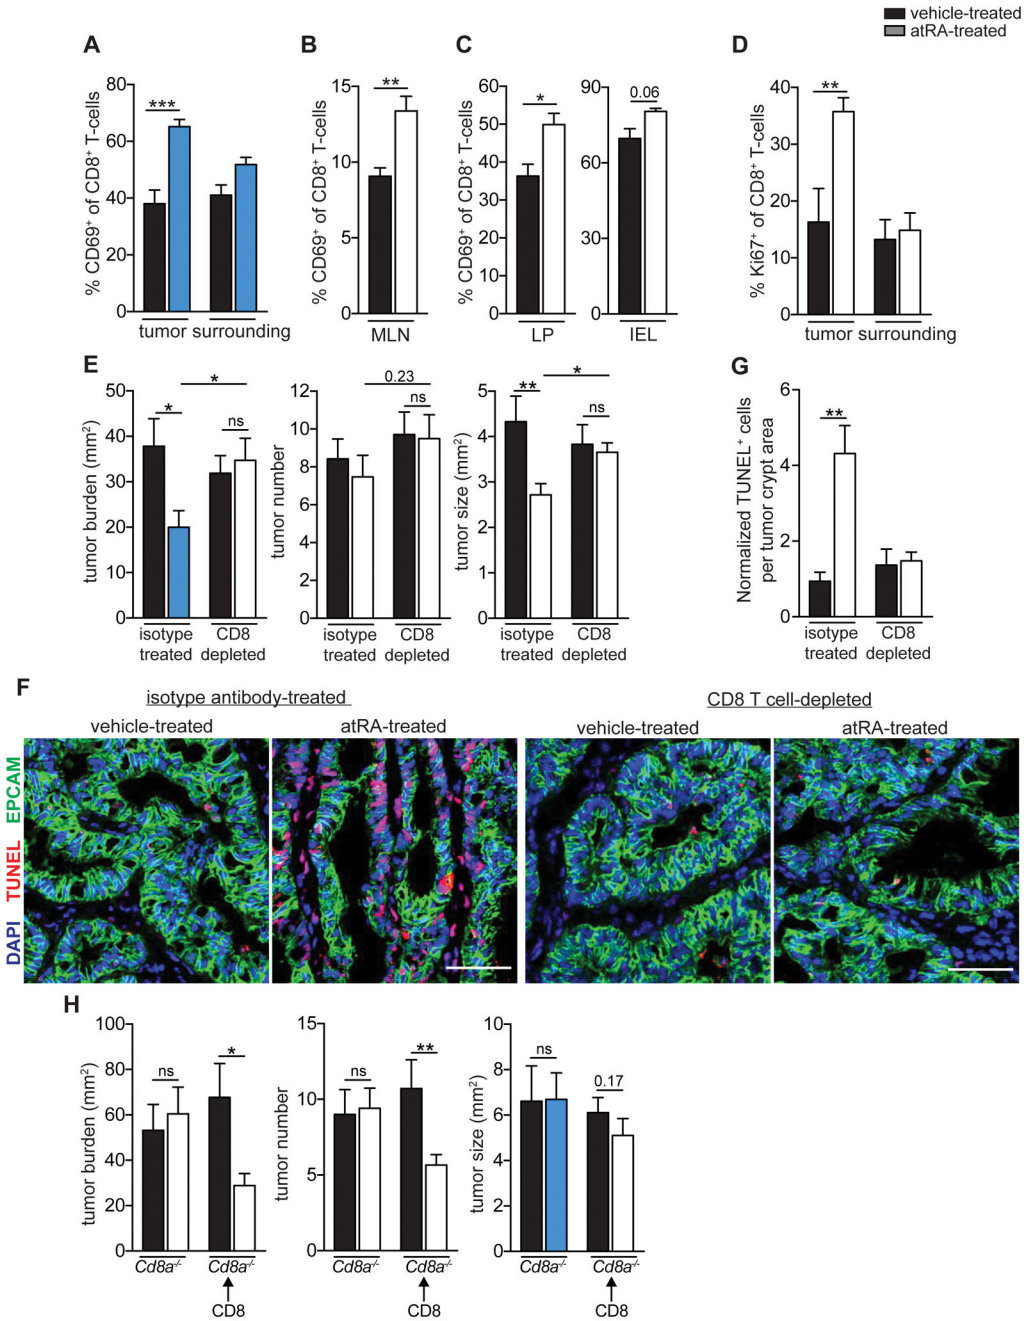 vehicle-treated
atRA-treated
A
% CD69⁺ of CD8⁺ T-cells
80
60
40
20
0
***
tumor surrounding
B
% CD69⁺ of CD8⁺ T-cells
15
10
5
0
**
MLN
C
% CD69⁺ of CD8⁺ T-cells
60
50
40
30
20
10
0
*
LP
90
60
30
0
0.06
IEL
D
% Ki67⁺ of CD8⁺ T-cells
40
30
20
10
0
**
tumor surrounding
E
tumor burden (mm²)
50
40
30
20
10
0
*
*
ns
isotype treated
CD8 depleted
tumor number
12
10
8
6
4
2
0
0.23
ns
isotype treated
CD8 depleted
tumor size (mm²)
5
4
3
2
1
0
**
*
ns
isotype treated
CD8 depleted
G
Normalized TUNEL⁺ cells
per tumor crypt area
6
4
2
0
**
isotype treated
CD8 depleted
F
isotype antibody-treated
CD8 T cell-depleted
vehicle-treated
atRA-treated
vehicle-treated
atRA-treated
DAPI TUNEL EPCAM
H
tumor burden (mm²)
100
80
60
40
20
0
ns
*
Cd8a⁻/⁻
Cd8a⁻/⁻
CD8
tumor number
15
10
5
0
ns
**
Cd8a⁻/⁻
Cd8a⁻/⁻
CD8
tumor size (mm²)
10
8
6
4
2
0
ns
0.17
Cd8a⁻/⁻
Cd8a⁻/⁻
CD8